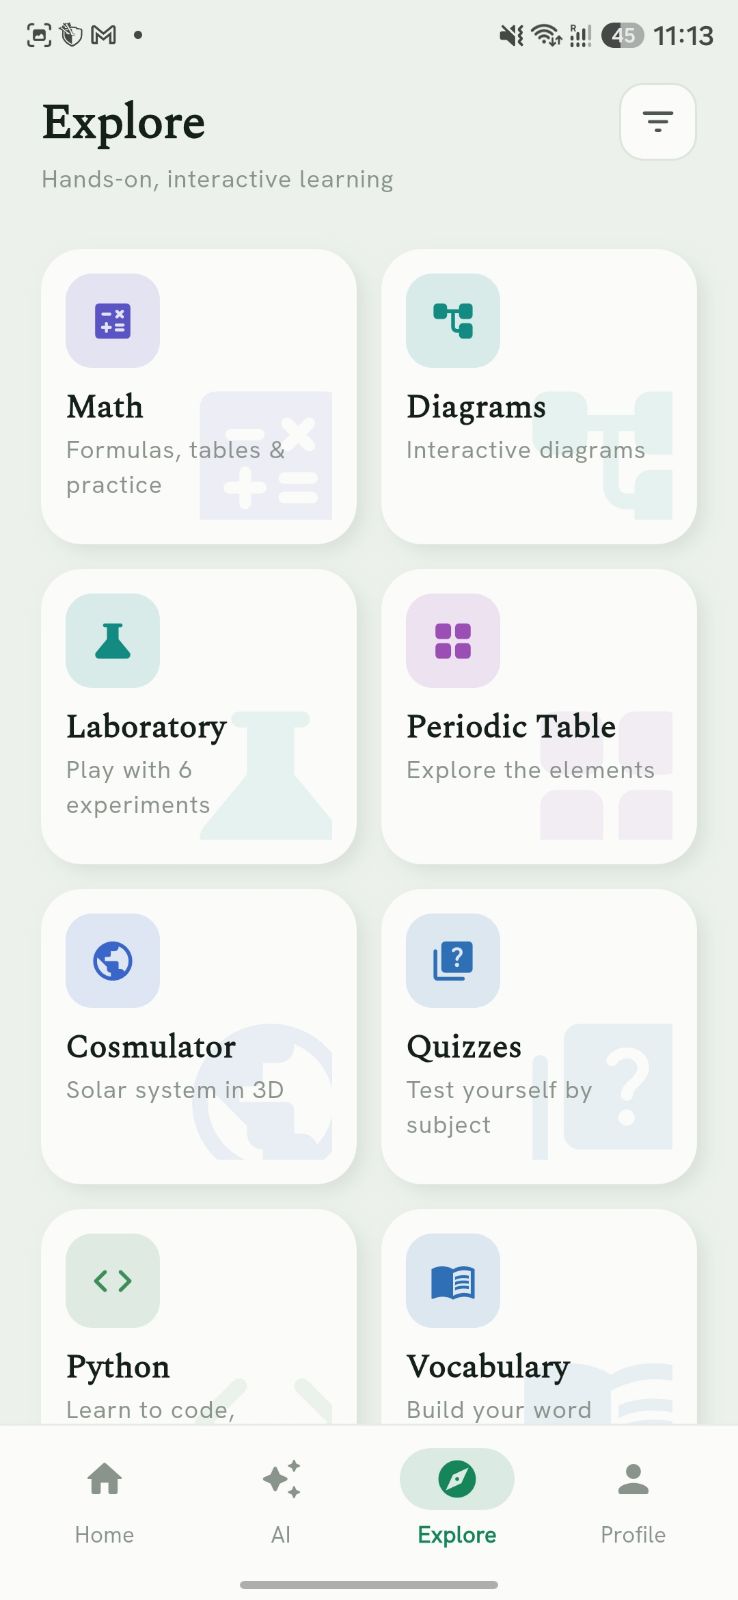 45 11:13
Explore
Hands-on, interactive learning
Math
Formulas, tables &
practice
Diagrams
Interactive diagrams
Laboratory
Play with 6
experiments
Periodic Table
Explore the elements
Cosmulator
Solar system in 3D
Quizzes
Test yourself by
subject
Python
Learn to code,
Vocabulary
Build your word
Home
AI
Explore
Profile